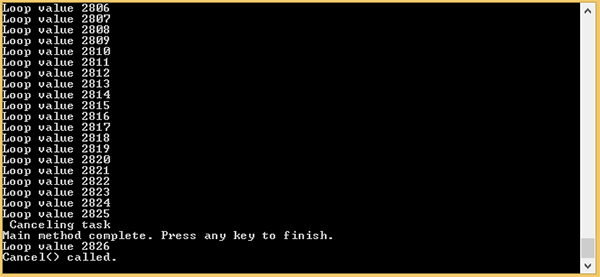 Loop value 2806
Loop value 2807
Loop value 2808
Loop value 2809
Loop value 2810
Loop value 2811
Loop value 2812
Loop value 2813
Loop value 2814
Loop value 2815
Loop value 2816
Loop value 2817
Loop value 2818
Loop value 2819
Loop value 2820
Loop value 2821
Loop value 2822
Loop value 2823
Loop value 2824
Loop value 2825
 Canceling task
Main method complete. Press any key to finish.
Loop value 2826
Cancel() called.